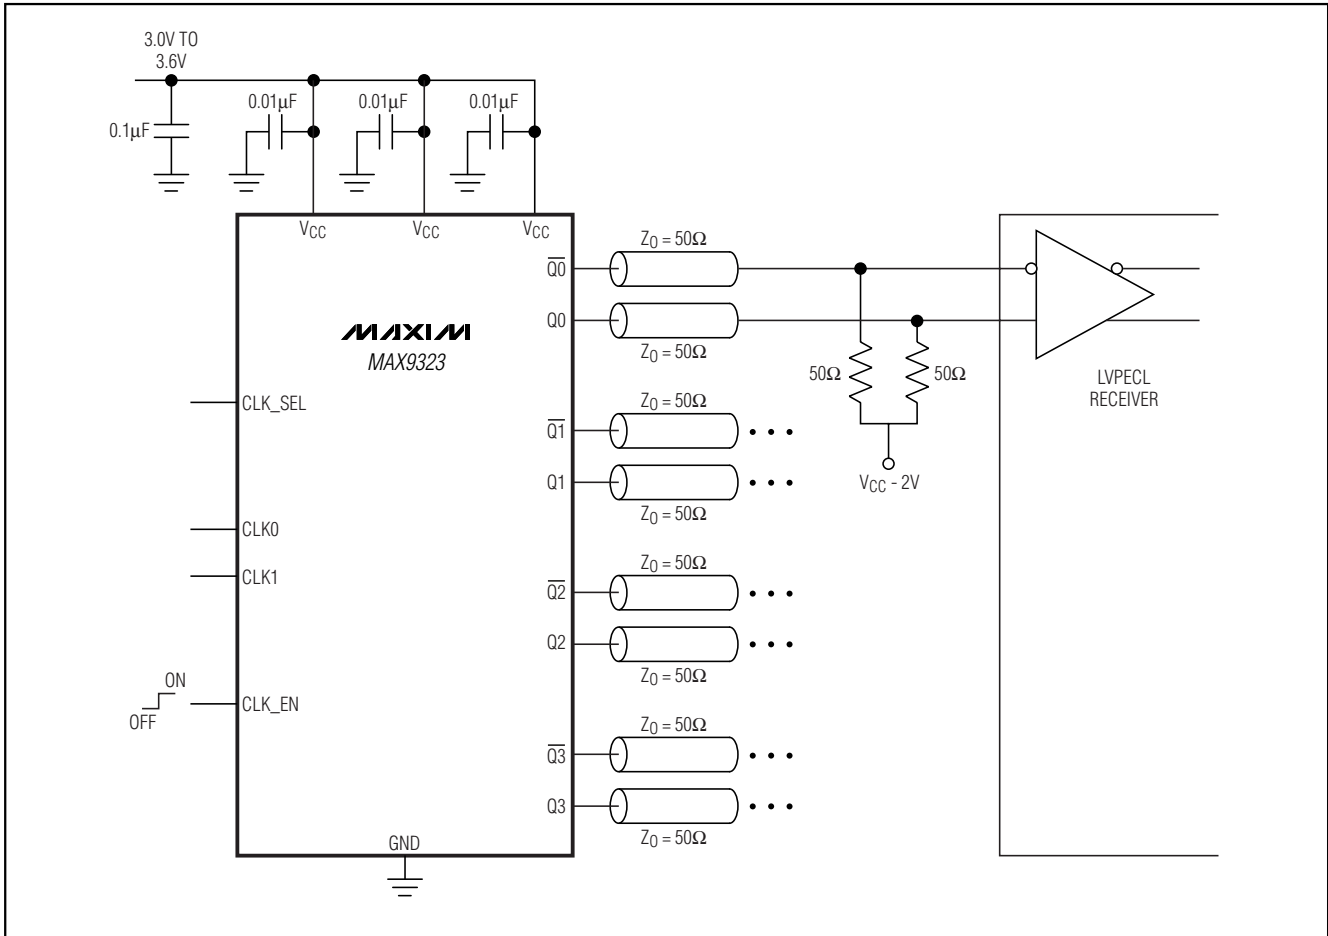 3.0V TO
3.6V
0.1µF
0.01µF
0.01µF
0.01µF
VCC
VCC
VCC
MAXIM
MAX9323
CLK_SEL
CLK0
CLK1
ON
OFF
CLK_EN
GND
Q0
Q0
Q1
Q1
Q2
Q2
Q3
Q3
Z0 = 50Ω
Z0 = 50Ω
Z0 = 50Ω
Z0 = 50Ω
Z0 = 50Ω
Z0 = 50Ω
Z0 = 50Ω
Z0 = 50Ω
50Ω
50Ω
VCC - 2V
LVPECL
RECEIVER